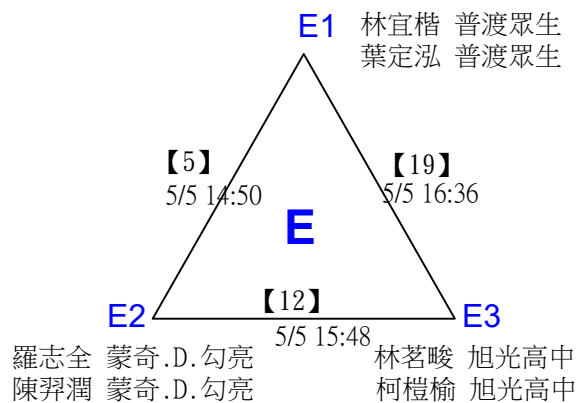 E1 林宜楷 普渡眾生
葉定泓 普渡眾生
【5】
5/5 14:50
【19】
5/5 16:36
E
E2
【12】
5/5 15:48
E3
羅志全 蒙奇.D.勾亮
陳羿潤 蒙奇.D.勾亮
林茗畯 旭光高中
柯榿榆 旭光高中